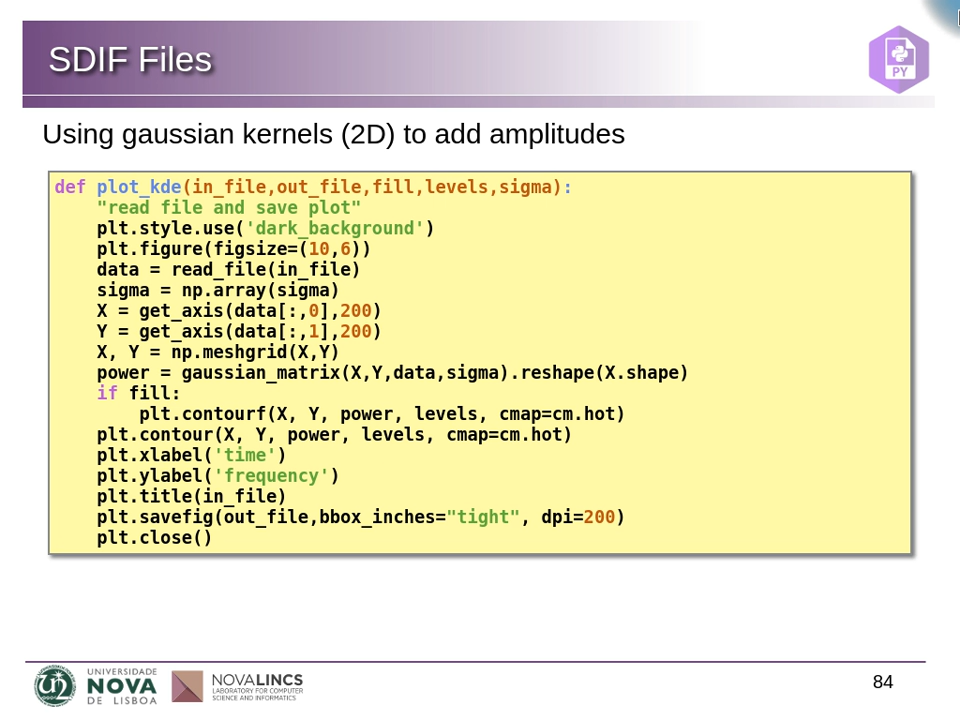 SDIF Files
PY
Using gaussian kernels (2D) to add amplitudes
def plot_kde(in_file,out_file,fill,levels,sigma):
    "read file and save plot"
    plt.style.use('dark_background')
    plt.figure(figsize=(10,6))
    data = read_file(in_file)
    sigma = np.array(sigma)
    X = get_axis(data[:,0],200)
    Y = get_axis(data[:,1],200)
    X, Y = np.meshgrid(X,Y)
    power = gaussian_matrix(X,Y,data,sigma).reshape(X.shape)
    if fill:
        plt.contourf(X, Y, power, levels, cmap=cm.hot)
    plt.contour(X, Y, power, levels, cmap=cm.hot)
    plt.xlabel('time')
    plt.ylabel('frequency')
    plt.title(in_file)
    plt.savefig(out_file,bbox_inches="tight", dpi=200)
    plt.close()
UNIVERSIDADE
NOVA
DE LISBOA
NOVALINCS
LABORATORY FOR COMPUTER
SCIENCE AND INFORMATICS
84